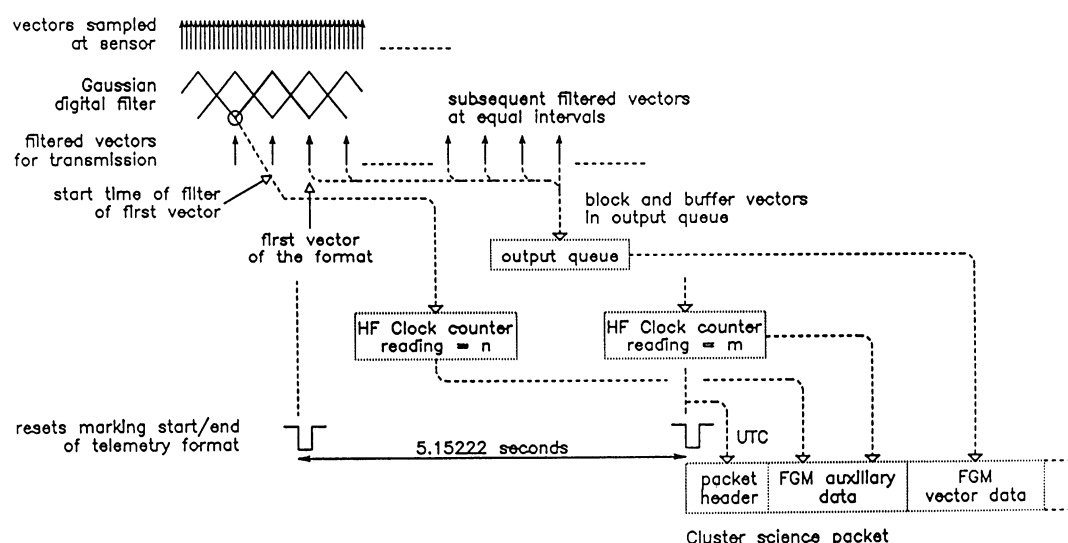 vectors sampled
at sensor
Gaussian
digital filter
subsequent filtered vectors
at equal intervals
filtered vectors
for transmission
start time of filter
of first vector
block and buffer vectors
in output queue
first vector
of the format
output queue
HF Clock counter
reading = n
HF Clock counter
reading = m
resets marking start/end
of telemetry format
5.15222 seconds
UTC
packet
header
FGM auxiliary
data
FGM
vector data
Cluster science packet